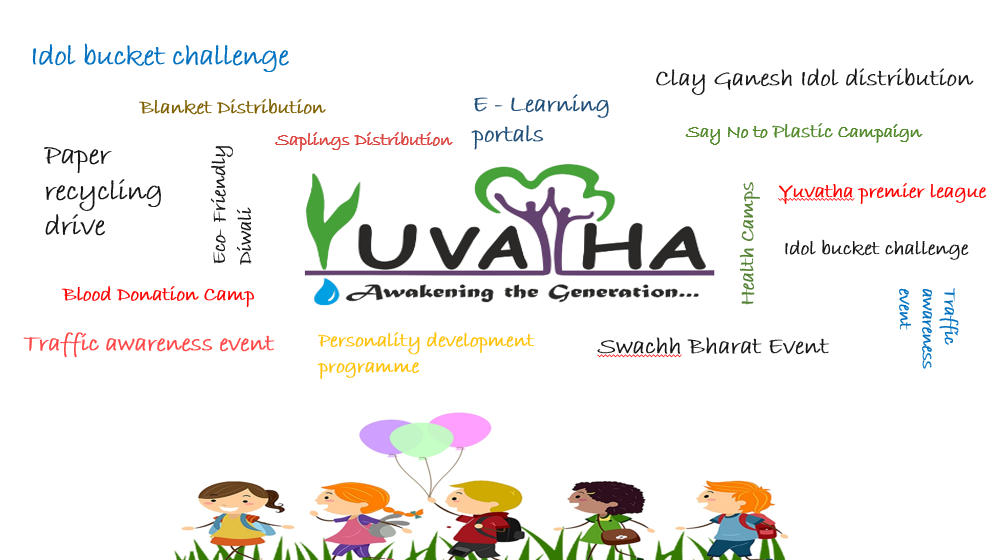 Idol bucket challenge
Clay Ganesh Idol distribution
Blanket Distribution
E - Learning
portals
Saplings Distribution
Say No to Plastic Campaign
Paper
recycling
drive
Eco- Friendly
Diwali
YUVATHA
Awakening the Generation...
Health Camps
Yuvatha premier league
Idol bucket challenge
Blood Donation Camp
Traffic
awareness
event
Traffic awareness event
Personality development
programme
Swachh Bharat Event